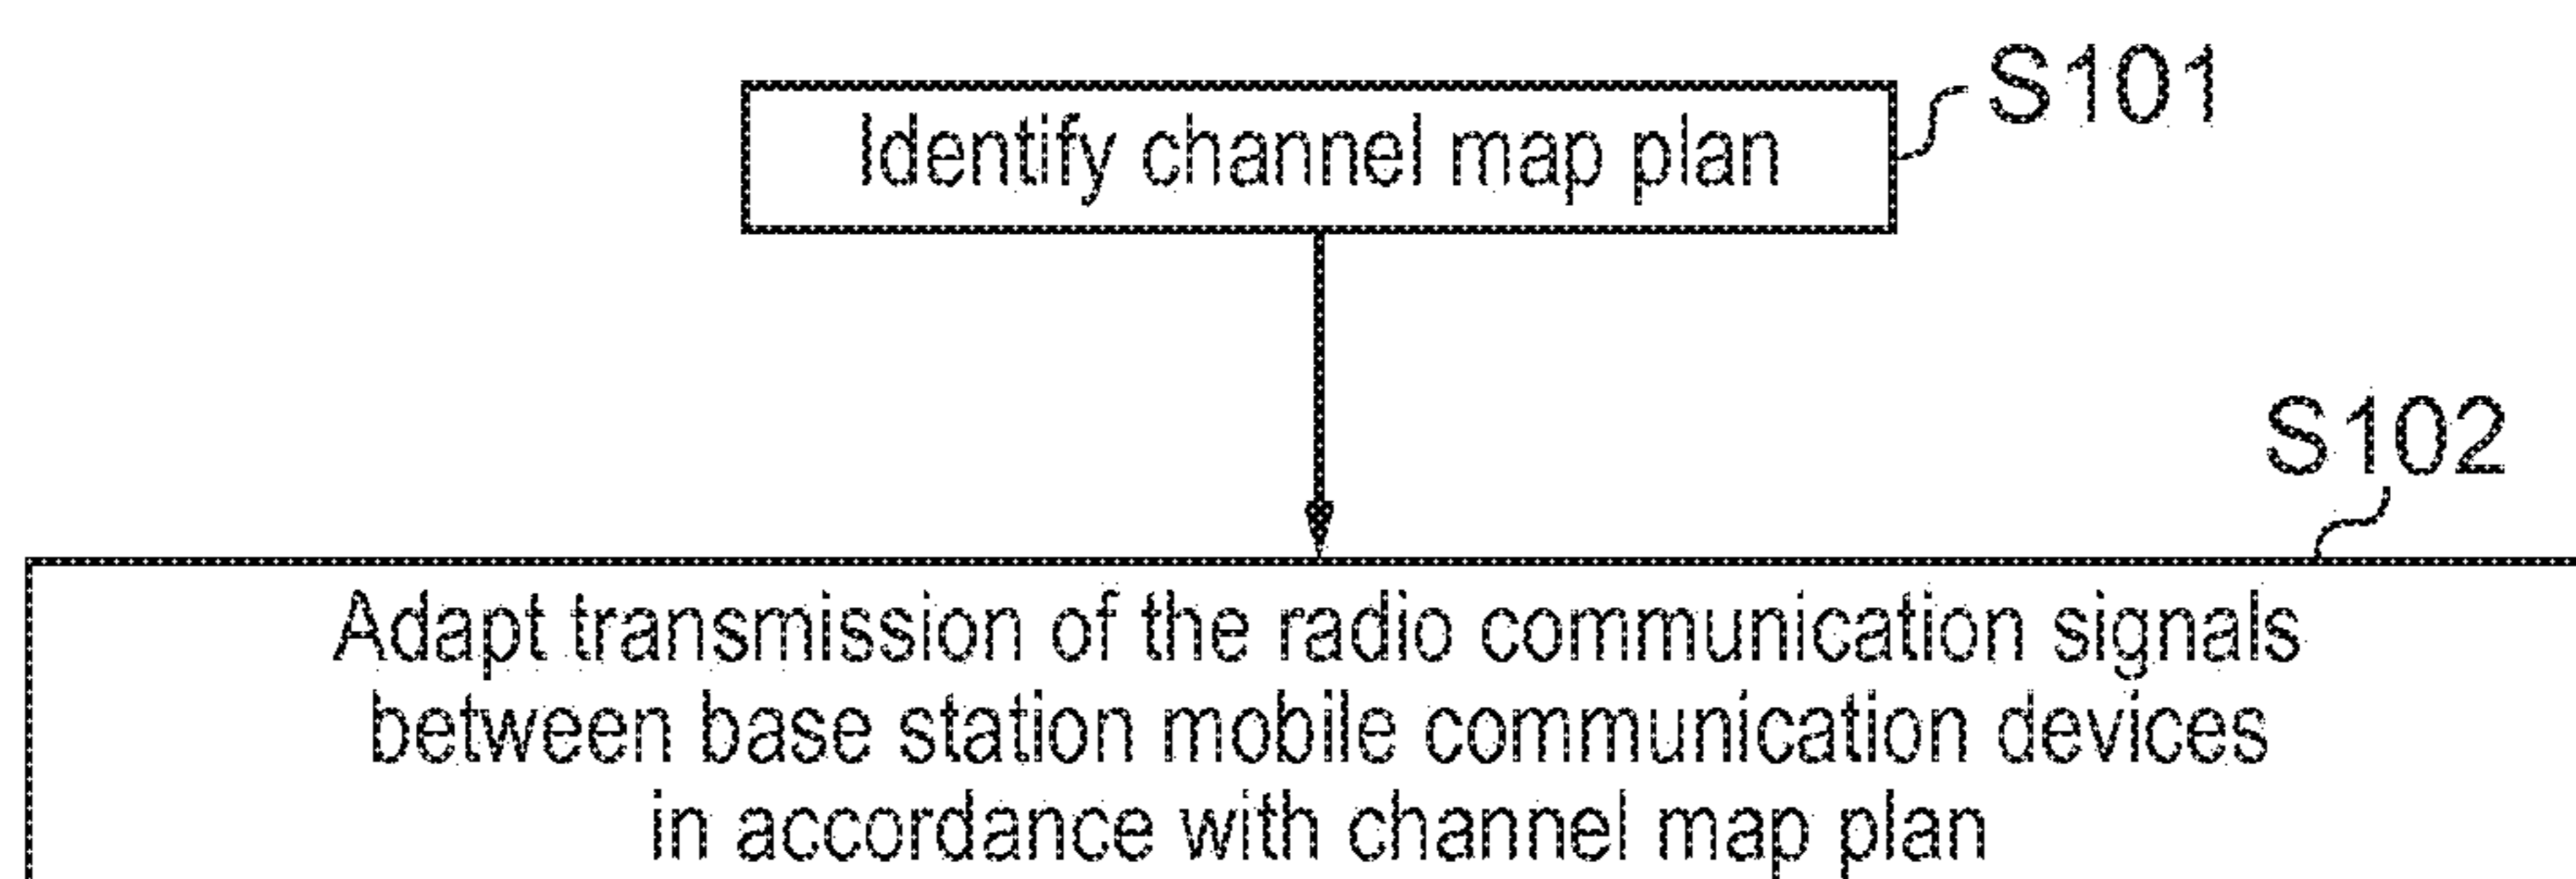 Identify channel map plan
S101
S102
Adapt transmission of the radio communication signals
between base station mobile communication devices
in accordance with channel map plan